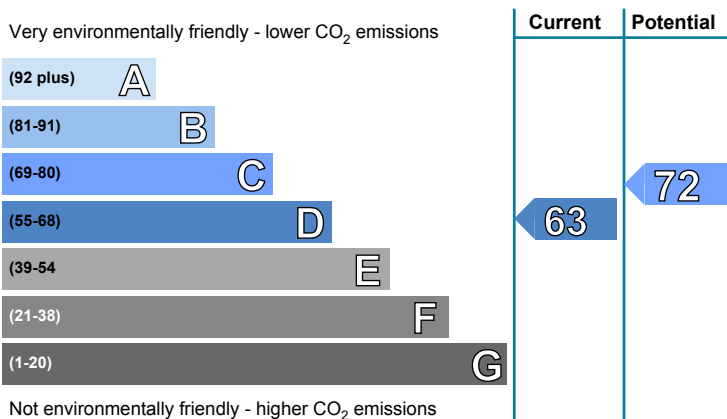 Very environmentally friendly - lower CO2 emissions
Current
Potential
(92 plus) A
(81-91) B
(69-80) C
72
(55-68) D
63
(39-54 E
(21-38) F
(1-20) G
Not environmentally friendly - higher CO2 emissions